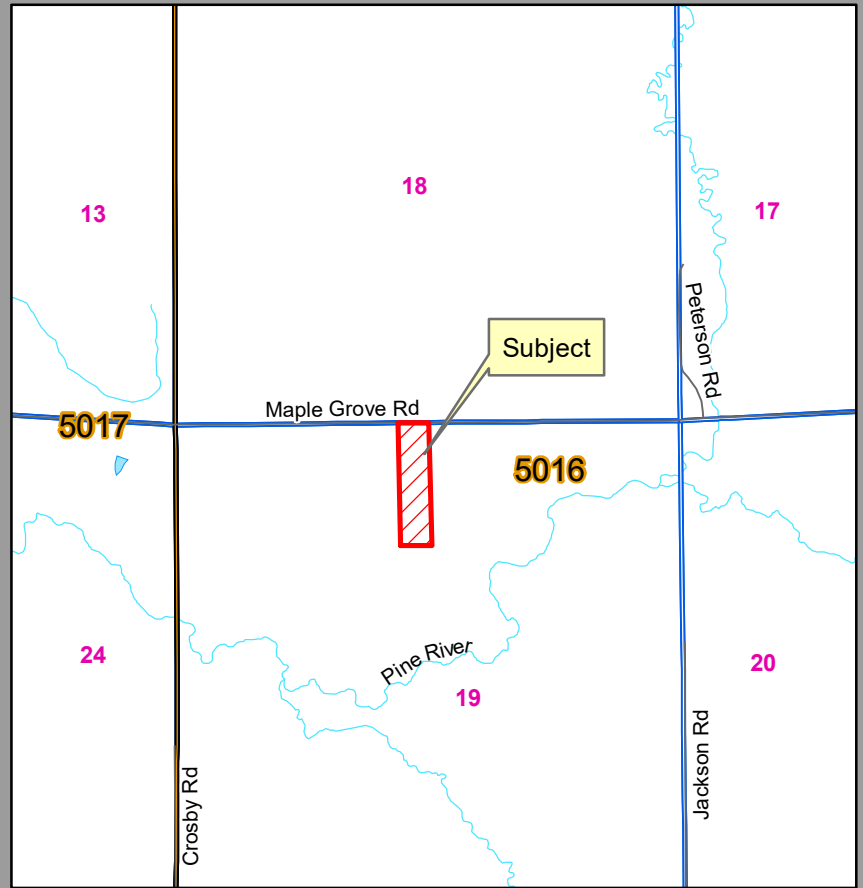 18
13
17
Peterson Rd
Subject
Maple Grove Rd
5017
5016
24
Pine River
20
19
Jackson Rd
Crosby Rd